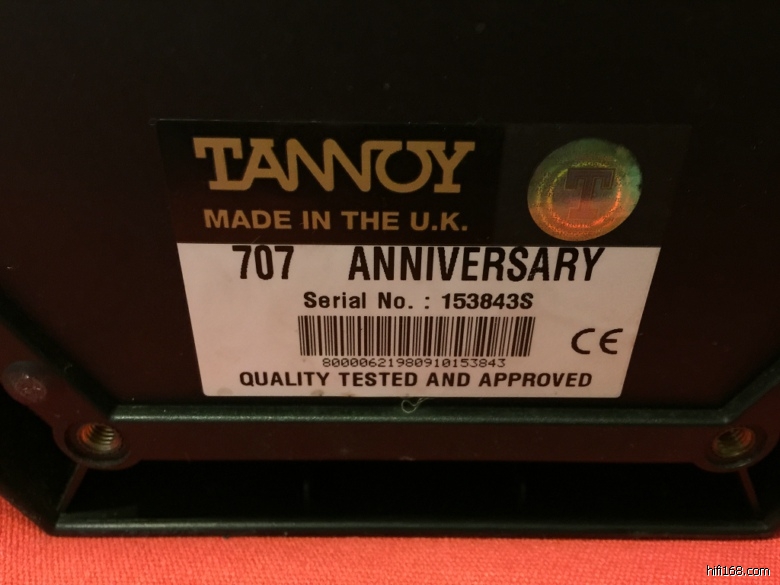 TANNOY
T
MADE IN THE U.K.
707 ANNIVERSARY
Serial No. : 153843S
80000621980910153843
CE
QUALITY TESTED AND APPROVED
hifi168.com